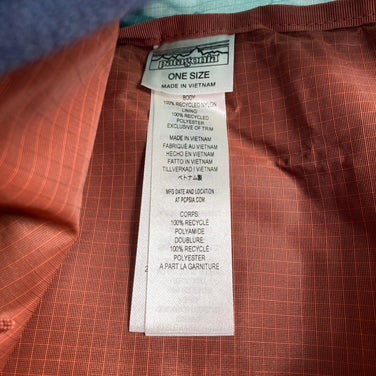 patagonia
ONE SIZE
MADE IN VIETNAM
BODY:
100% RECYCLED NYLON
LINING:
100% RECYCLED
POLYESTER
EXCLUSIVE OF TRIM
MADE IN VIETNAM
FABRIQUÉ AU VIETNAM
HECHO EN VIETNAM
FATTO IN VIETNAM
TILLVERKAD I VIETNAM
ベトナム製
MFG DATE AND LOCATION
AT PCPSIA.COM
CORPS:
100% RECYCLÉ
POLYAMIDE
DOUBLURE:
100% RECYCLÉ
POLYESTER
À PART LA GARNITURE